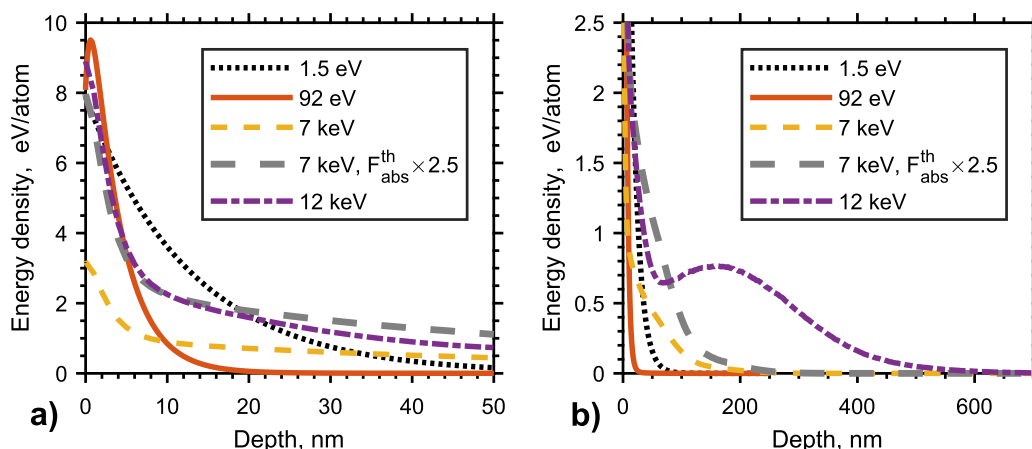 10
8
6
4
2
0
Energy density, eV/atom
1.5 eV
92 eV
7 keV
7 keV, F^th_abs × 2.5
12 keV
0 10 20 30 40 50
Depth, nm
a)
2.5
2
1.5
1
0.5
0
Energy density, eV/atom
1.5 eV
92 eV
7 keV
7 keV, F^th_abs × 2.5
12 keV
0 200 400 600
Depth, nm
b)